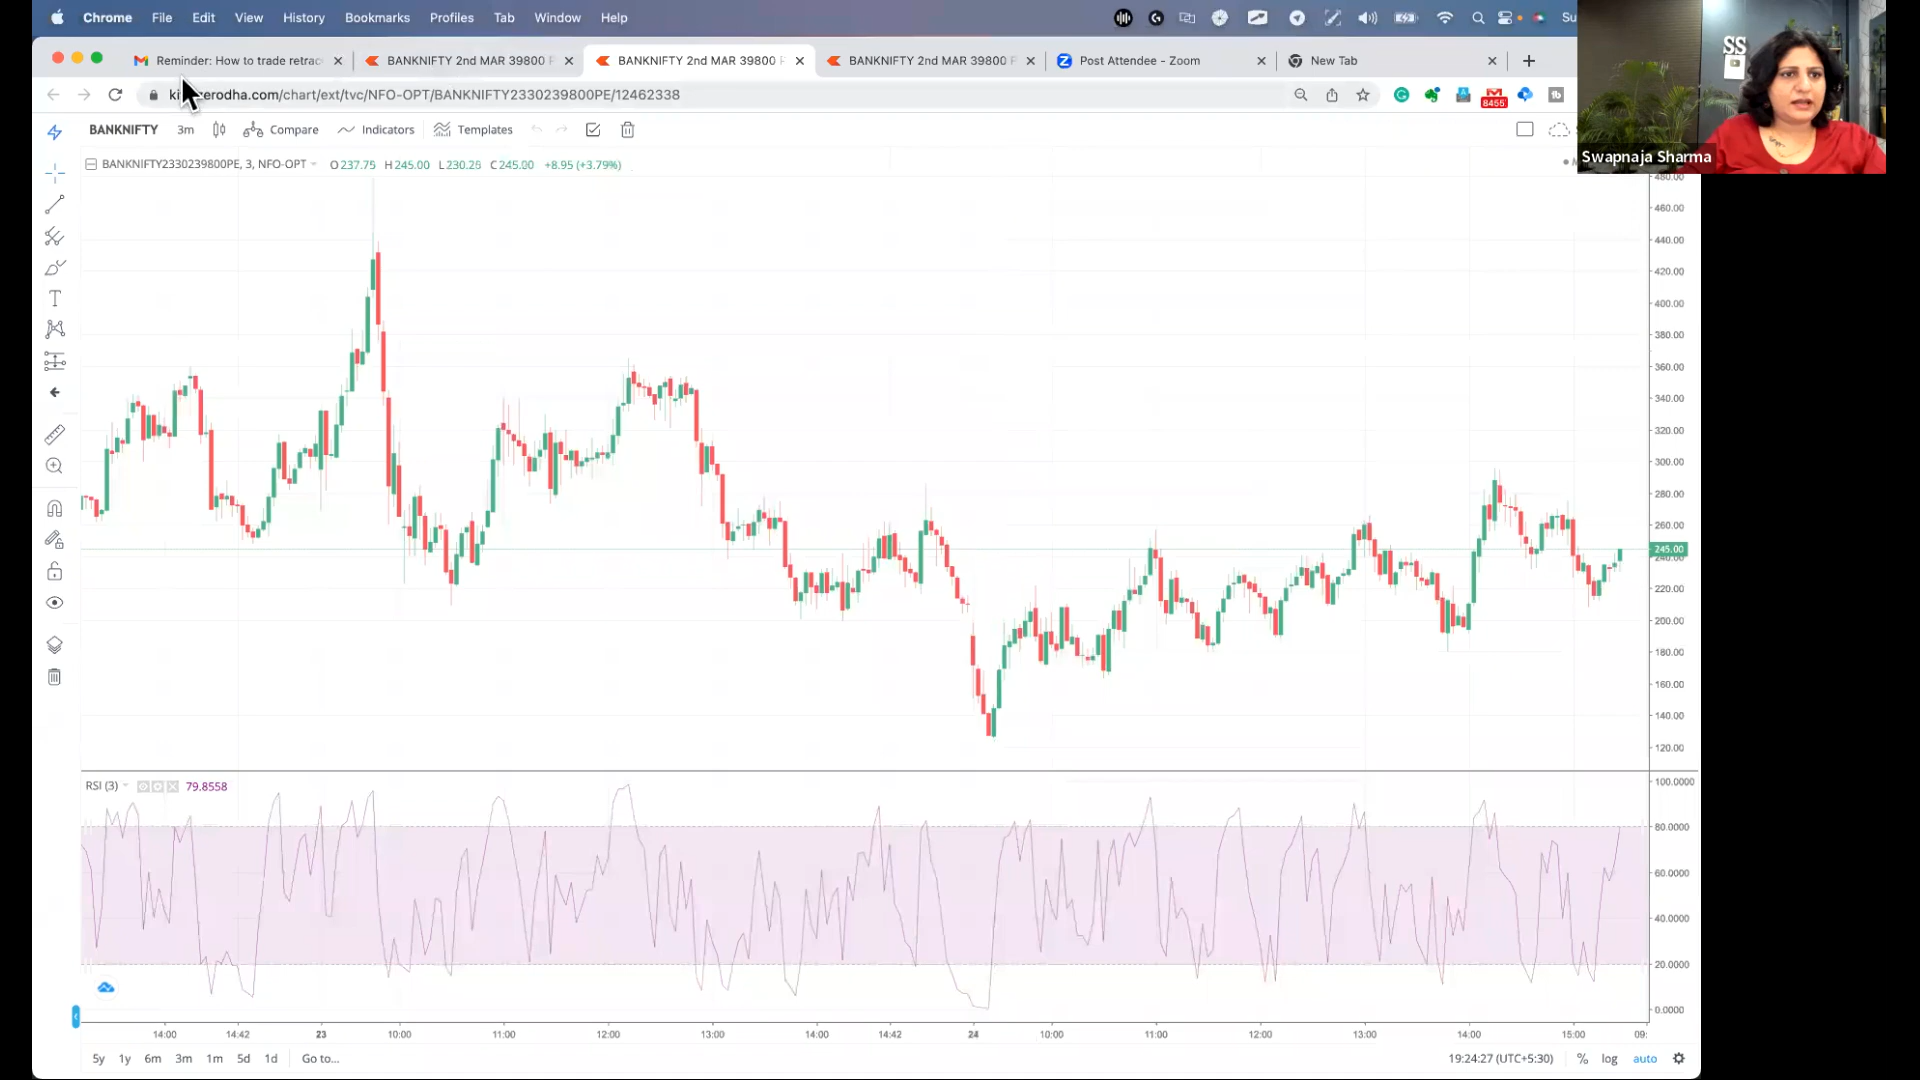 Chrome File Edit View History Bookmarks Profiles Tab Window Help Su
Reminder: How to trade retrac
BANKNIFTY 2nd MAR 39800 P
BANKNIFTY 2nd MAR 39800 P
BANKNIFTY 2nd MAR 39800 P
Post Attendee - Zoom
New Tab
erodha.com/chart/ext/tvc/NFO-OPT/BANKNIFTY2330239800PE/12462338
8455
SS
Swapnaja Sharma
BANKNIFTY 3m Compare Indicators Templates
BANKNIFTY2330239800PE, 3, NFO-OPT O 237.75 H 245.00 L 230.25 C 245.00 +8.95 (+3.79%)
480.00
460.00
440.00
420.00
400.00
380.00
360.00
340.00
320.00
300.00
280.00
260.00
245.00
240.00
220.00
200.00
180.00
160.00
140.00
120.00
RSI (3) 79.8558
100.0000
80.0000
60.0000
40.0000
20.0000
0.0000
14:00 14:42 23 10:00 11:00 12:00 13:00 14:00 14:42 24 10:00 11:00 12:00 13:00 14:00 15:00 09:
5y 1y 6m 3m 1m 5d 1d Go to... 19:24:27 (UTC+5:30) % log auto